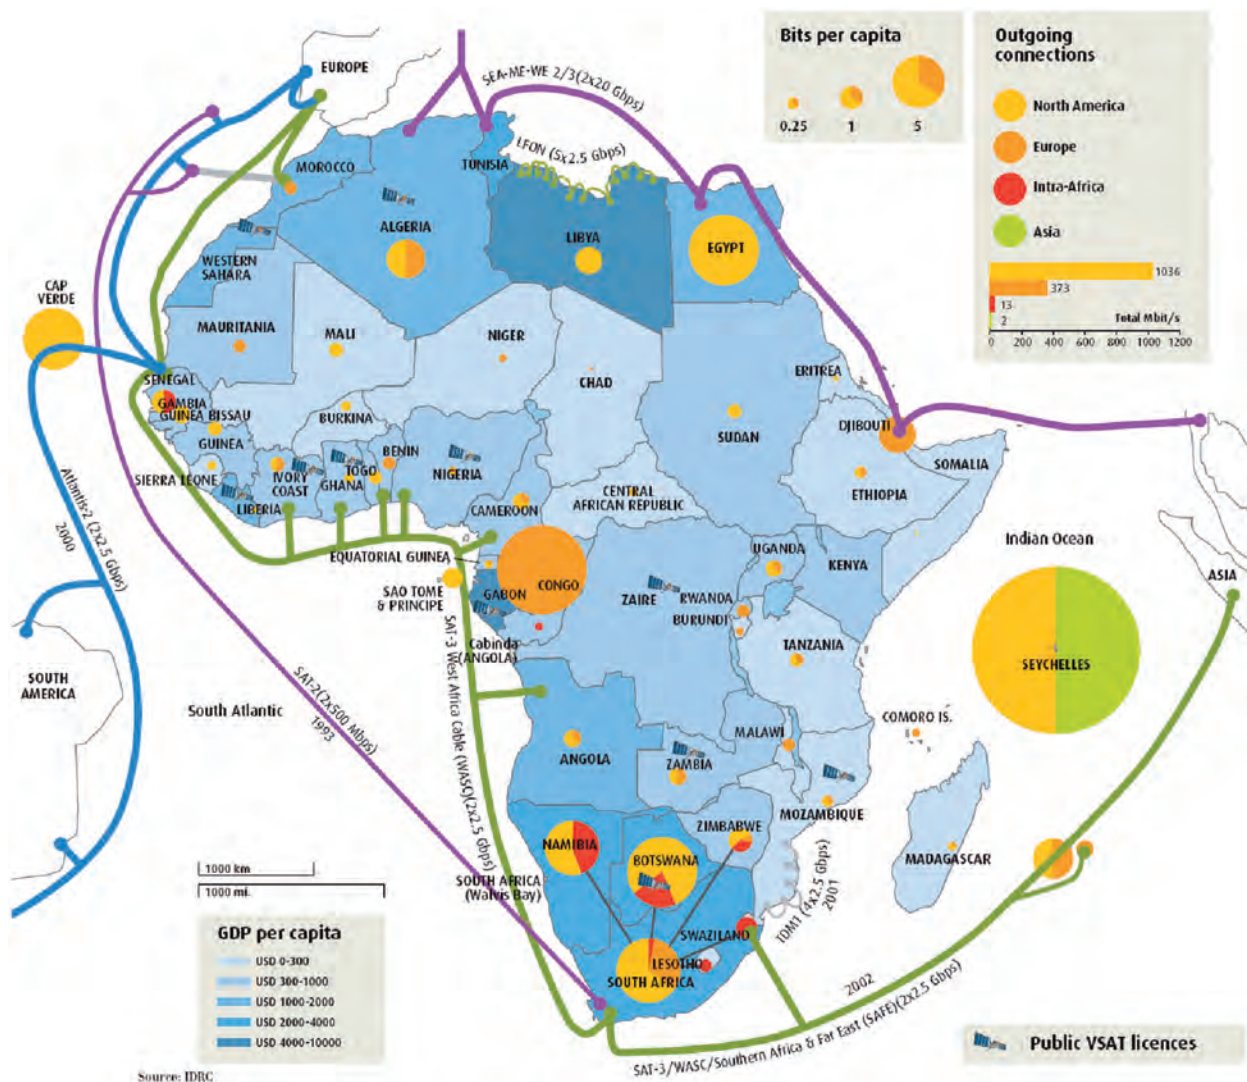 EUROPE
SEA-ME-WE 2/3(2x20 Gbps)
Bits per capita
0.25
1
5
Outgoing
connections
North America
Europe
Intra-Africa
Asia
1036
373
13
2
Total Mbit/s
0 200 400 600 800 1000 1200
LFON (5x2.5 Gbps)
MOROCCO
TUNISIA
ALGERIA
LIBYA
EGYPT
WESTERN
SAHARA
CAP
VERDE
MAURITANIA
MALI
NIGER
CHAD
ERITREA
SENEGAL
GAMBIA
GUINEA BISSAU
BURKINA
SUDAN
DJIBOUTI
GUINEA
BENIN
SOMALIA
SIERRA LEONE
IVORY
COAST
TOGO
GHANA
NIGERIA
ETHIOPIA
CENTRAL
AFRICAN REPUBLIC
LIBERIA
CAMEROON
Atlantis-2 (2x2.5 Gbps)
2000
EQUATORIAL GUINEA
UGANDA
KENYA
Indian Ocean
ASIA
SAO TOME
& PRINCIPE
GABON
CONGO
ZAIRE
RWANDA
BURUNDI
Cabinda
(ANGOLA)
TANZANIA
SEYCHELLES
SOUTH
AMERICA
South Atlantic
SAT-2(2x500 Mbps)
1993
SAT-3 West Africa Cable (WASC)(2x2.5 Gbps)
COMORO IS.
MALAWI
ANGOLA
ZAMBIA
MOZAMBIQUE
ZIMBABWE
NAMIBIA
BOTSWANA
MADAGASCAR
1000 km
1000 mi.
SOUTH AFRICA
(Walvis Bay)
TDM1 (4x2.5 Gbps)
2001
SWAZILAND
LESOTHO
SOUTH AFRICA
GDP per capita
USD 0-300
USD 300-1000
USD 1000-2000
USD 2000-4000
USD 4000-10000
2002
SAT-3/WASC/Southern Africa & Far East (SAFE)(2x2.5 Gbps)
Public VSAT licences
Source: IDRC